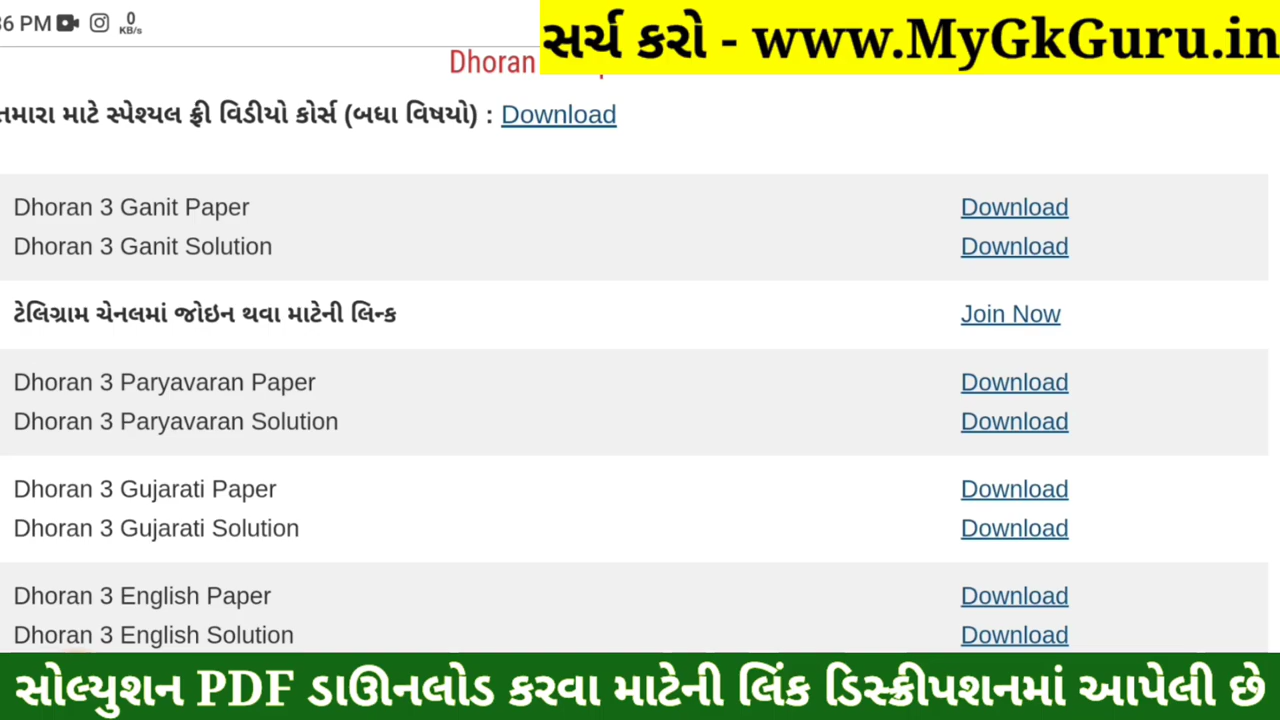 36 PM 0 KB/s
સર્ચ કરો - www.MyGkGuru.in
Dhoran
તમારા માટે સ્પેશ્યલ ફ્રી વિડીયો કોર્સ (બધા વિષયો) : Download
Dhoran 3 Ganit Paper Download
Dhoran 3 Ganit Solution Download
ટેલિગ્રામ ચેનલમાં જોઇન થવા માટેની લિન્ક Join Now
Dhoran 3 Paryavaran Paper Download
Dhoran 3 Paryavaran Solution Download
Dhoran 3 Gujarati Paper Download
Dhoran 3 Gujarati Solution Download
Dhoran 3 English Paper Download
Dhoran 3 English Solution Download
સોલ્યુશન PDF ડાઊનલોડ કરવા માટેની લિંક ડિસ્ક્રીપશનમાં આપેલી છે